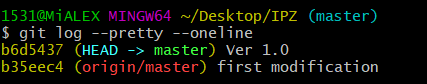 1531@MiALEX MINGW64 ~/Desktop/IPZ (master)
$ git log --pretty --oneline
b6d5437 (HEAD -> master) Ver 1.0
b35eec4 (origin/master) first modification